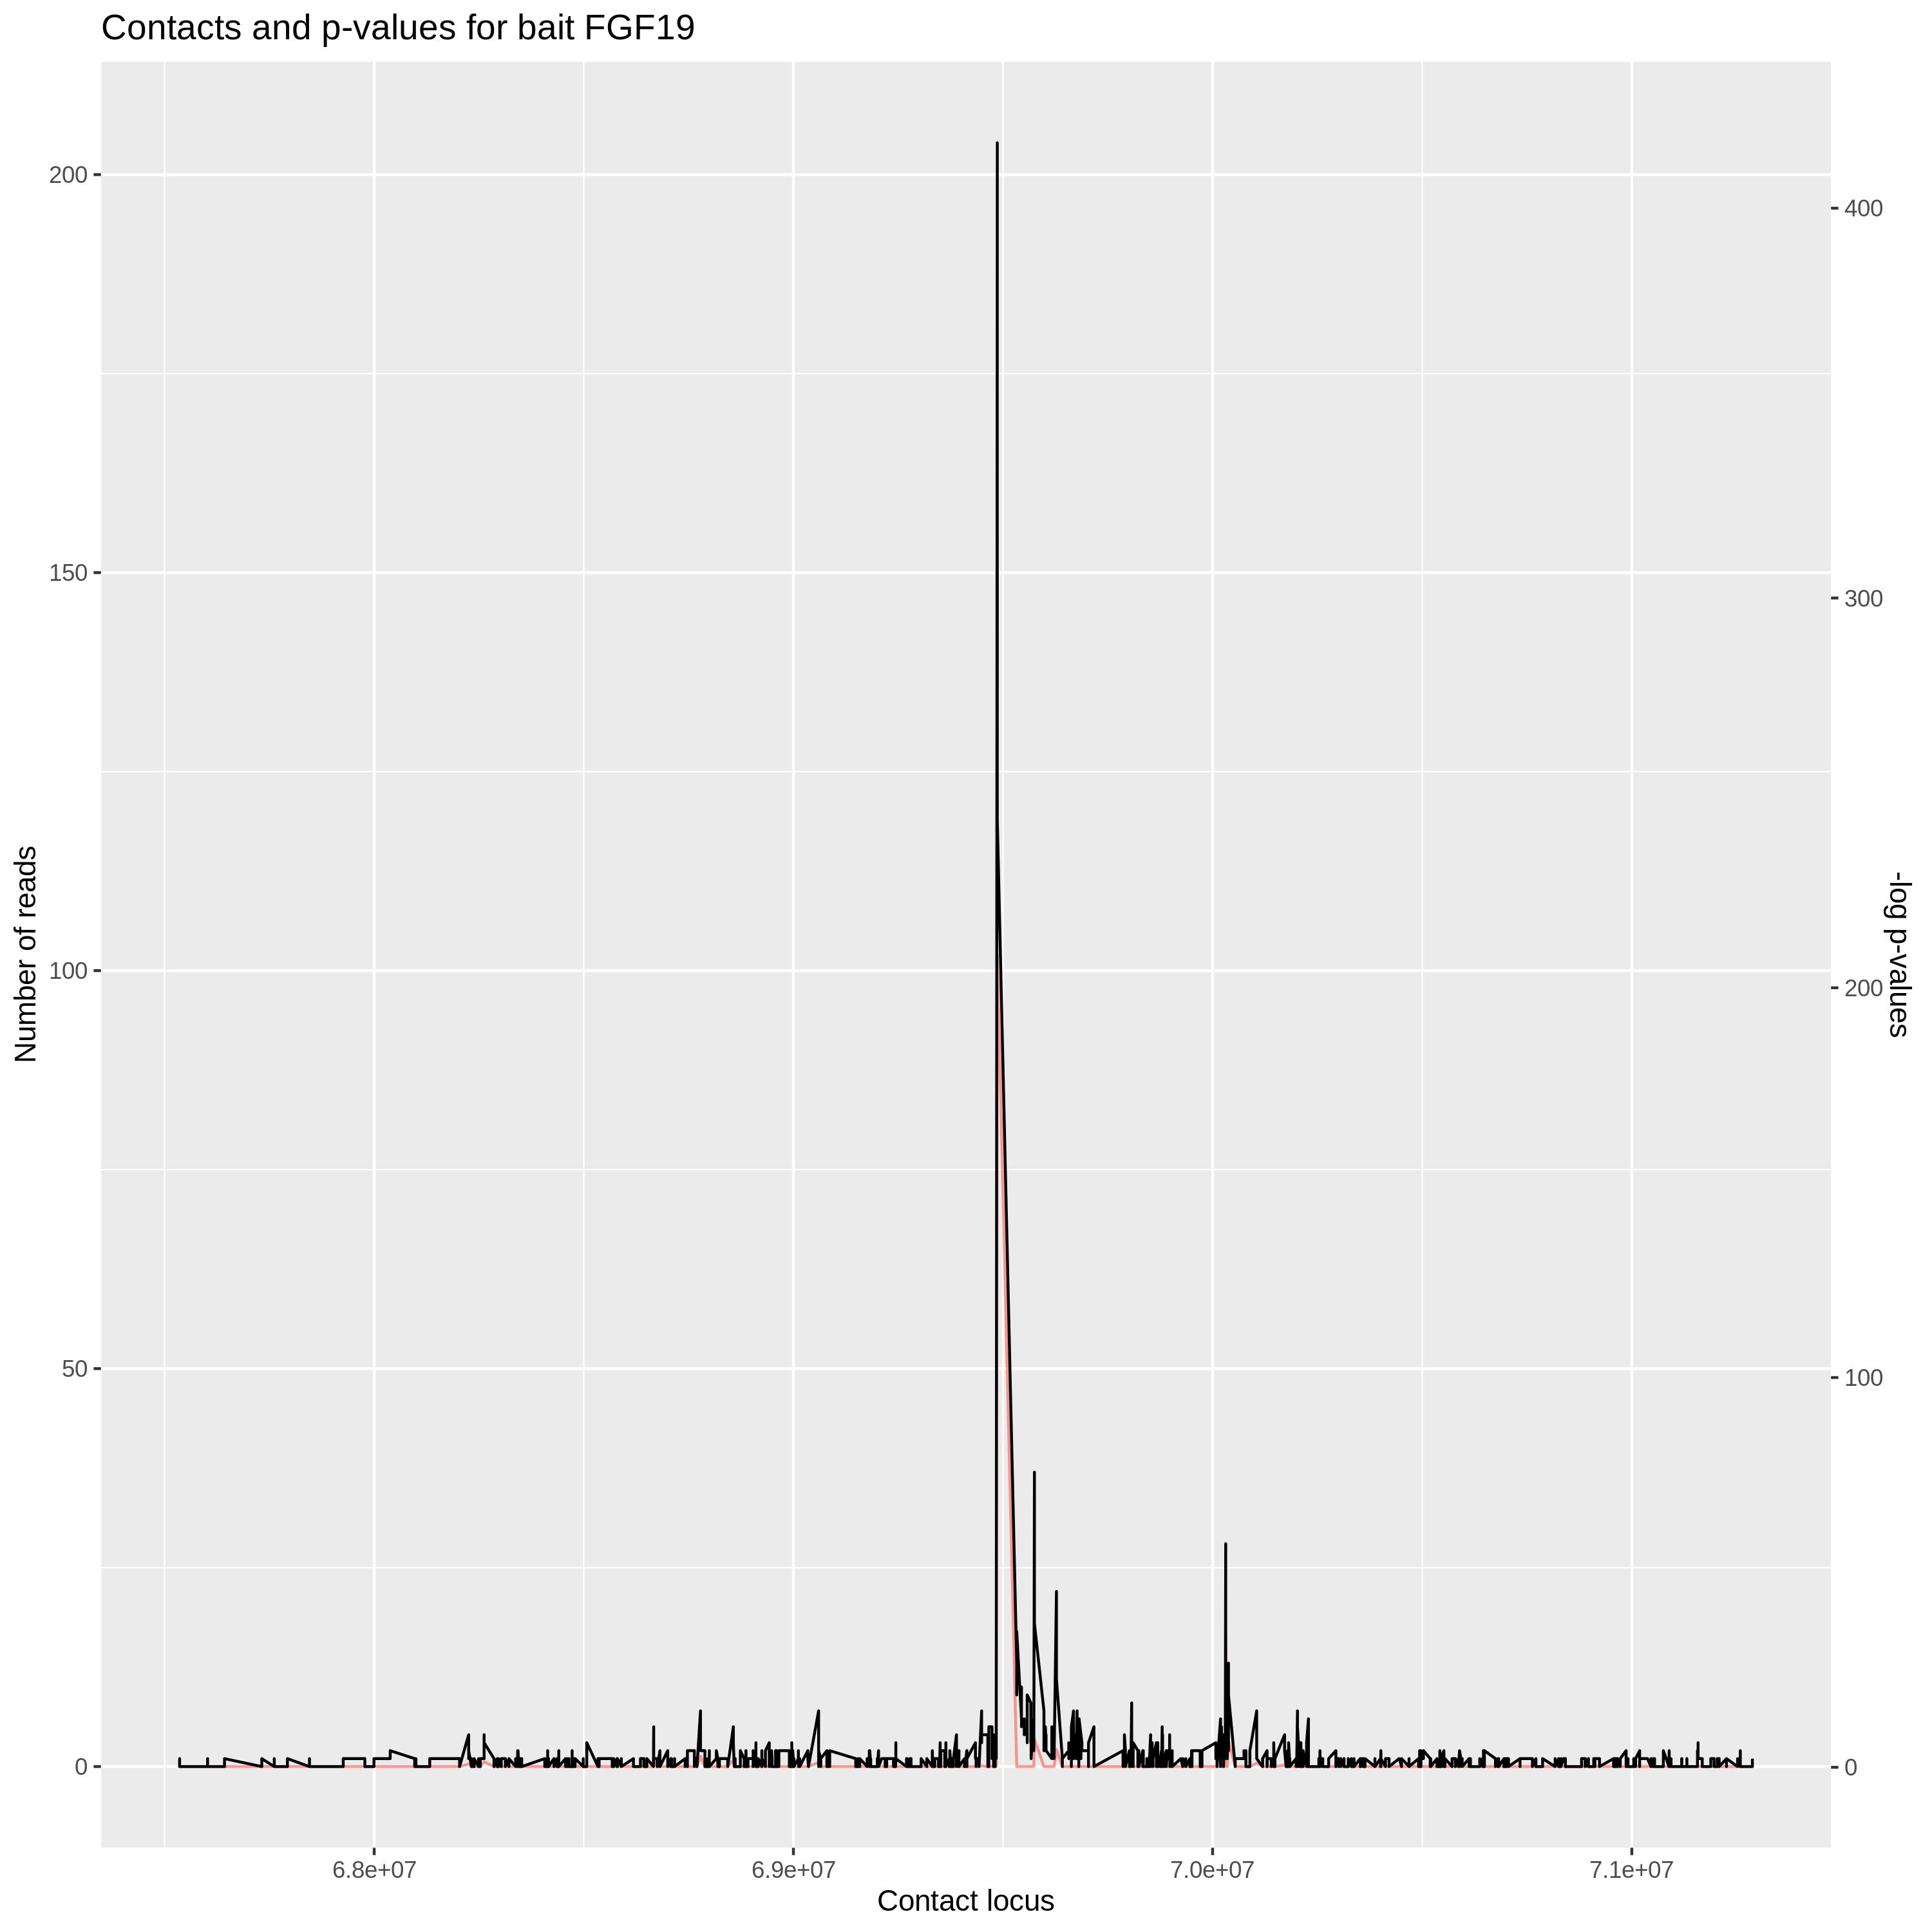 Contacts and p-values for bait FGF19
Number of reads
200
150
100
50
0
400
300
200
100
0
-log p-values
6.8e+07
6.9e+07
7.0e+07
7.1e+07
Contact locus